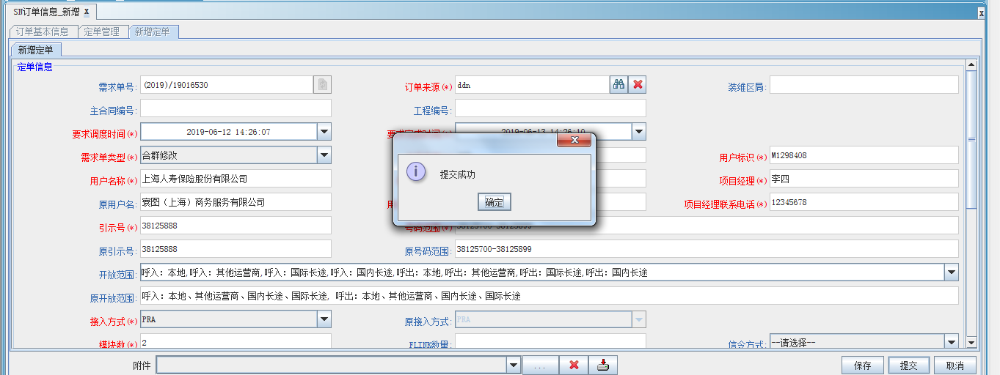 SIN订单信息_新增 x
订单基本信息 定单管理 新增定单
新增定单
定单信息
需求单号: (2019)/19016530 订单来源(*) ddn 装维区局:
主合同编号: 工程编号:
要求调度时间(*) 2019-06-12 14:26:07 要求完成时间(*) 2019-06-13 14:26:10
需求单类型(*) 合群修改 用户标识(*) M1298408
用户名称(*) 上海人寿保险股份有限公司 项目经理(*) 李四
原用户名: 寰图（上海）商务服务有限公司 项目经理联系电话(*) 12345678
提交成功
确定
引示号(*) 38125888 号码范围(*) 38125700-38125899
原引示号: 38125888 原号码范围: 38125700-38125899
开放范围: 呼入: 本地,呼入: 其他运营商,呼入: 国际长途,呼入: 国内长途,呼出: 本地,呼出: 其他运营商,呼出: 国际长途,呼出: 国内长途
原开放范围: 呼入: 本地、其他运营商、国内长途、国际长途, 呼出: 本地、其他运营商、国内长途、国际长途
接入方式(*) PRA 原接入方式: PRA
模块数(*) 2 FLINK数量: 信令方式: --请选择--
附件 ... 保存 提交 取消